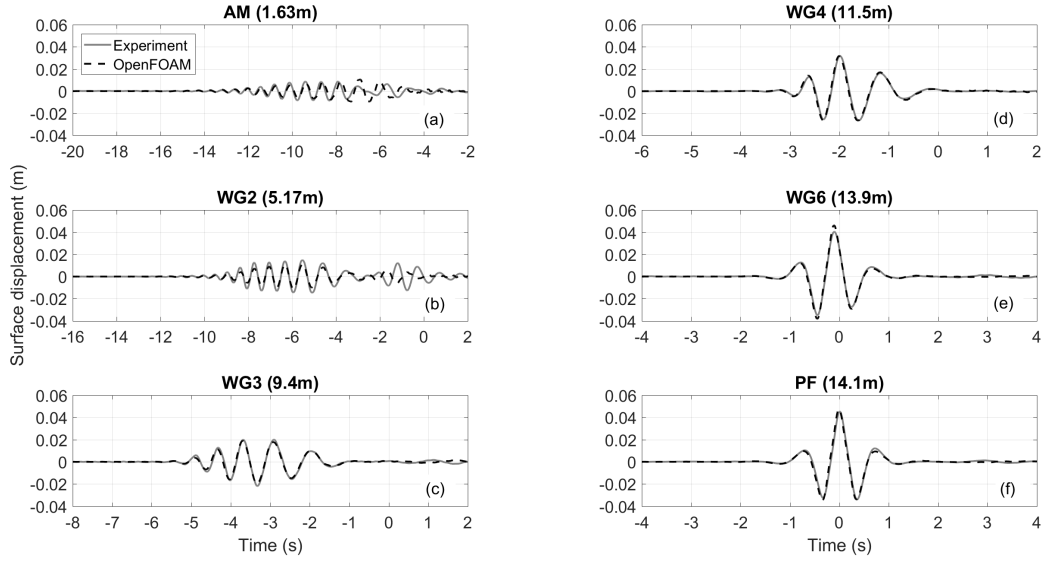 AM (1.63m)
0.06
0.04
0.02
0
-0.02
-0.04
Experiment
OpenFOAM
(a)
-20 -18 -16 -14 -12 -10 -8 -6 -4 -2
WG2 (5.17m)
0.06
0.04
0.02
0
-0.02
-0.04
(b)
-16 -14 -12 -10 -8 -6 -4 -2 0 2
WG3 (9.4m)
0.06
0.04
0.02
0
-0.02
-0.04
(c)
-8 -7 -6 -5 -4 -3 -2 -1 0 2
Time (s)
Surface displacement (m)
WG4 (11.5m)
0.06
0.04
0.02
0
-0.02
-0.04
(d)
-6 -5 -4 -3 -2 -1 0 1 2
WG6 (13.9m)
0.06
0.04
0.02
0
-0.02
-0.04
(e)
-4 -3 -2 -1 0 1 2 3 4
PF (14.1m)
0.06
0.04
0.02
0
-0.02
-0.04
(f)
-4 -3 -2 -1 0 1 2 3 4
Time (s)